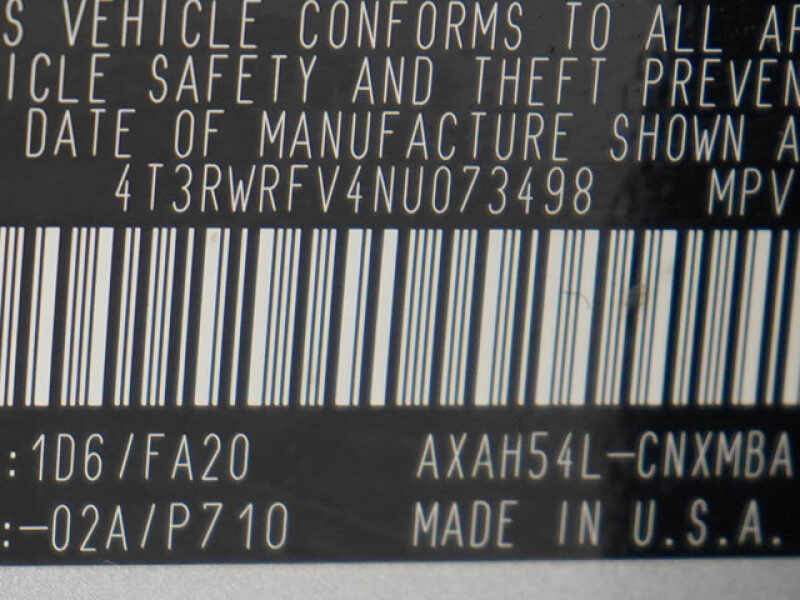 S VEHICLE CONFORMS TO ALL AP
ICLE SAFETY AND THEFT PREVEN
DATE OF MANUFACTURE SHOWN A
4T3RWRFV4NU073498 MPV
:1D6/FA20 AXAH54L-CNXMBA
:-02A/P710 MADE IN U.S.A.